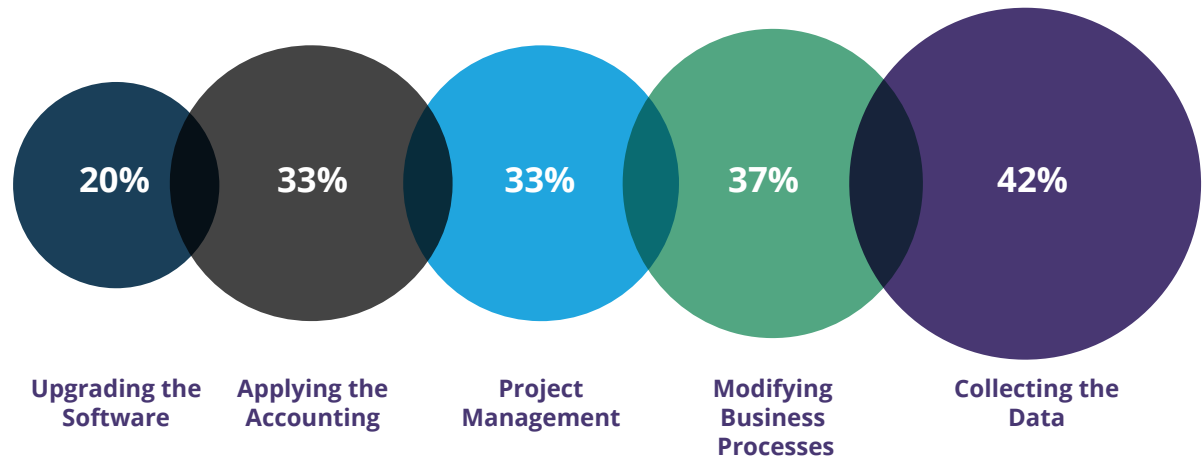 20%
33%
33%
37%
42%
Upgrading the
Software
Applying the
Accounting
Project
Management
Modifying
Business
Processes
Collecting the
Data